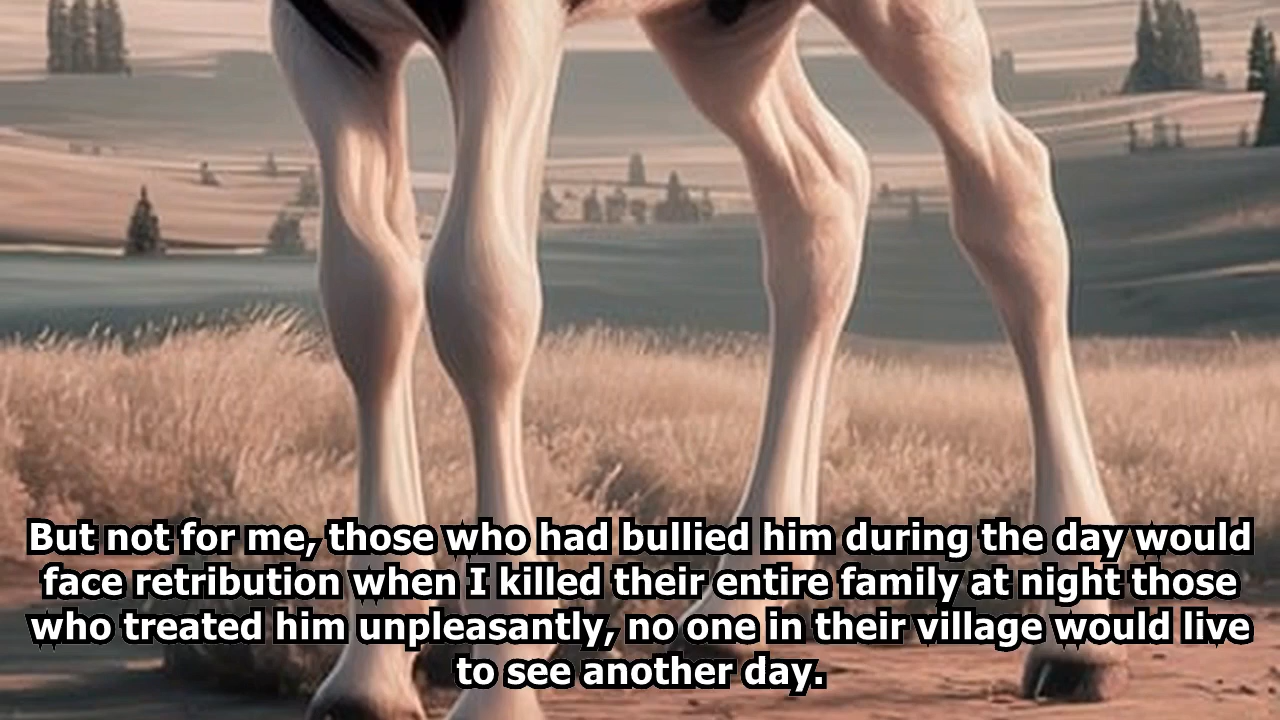 But not for me, those who had bullied him during the day would
face retribution when I killed their entire family at night those
who treated him unpleasantly, no one in their village would live
to see another day.